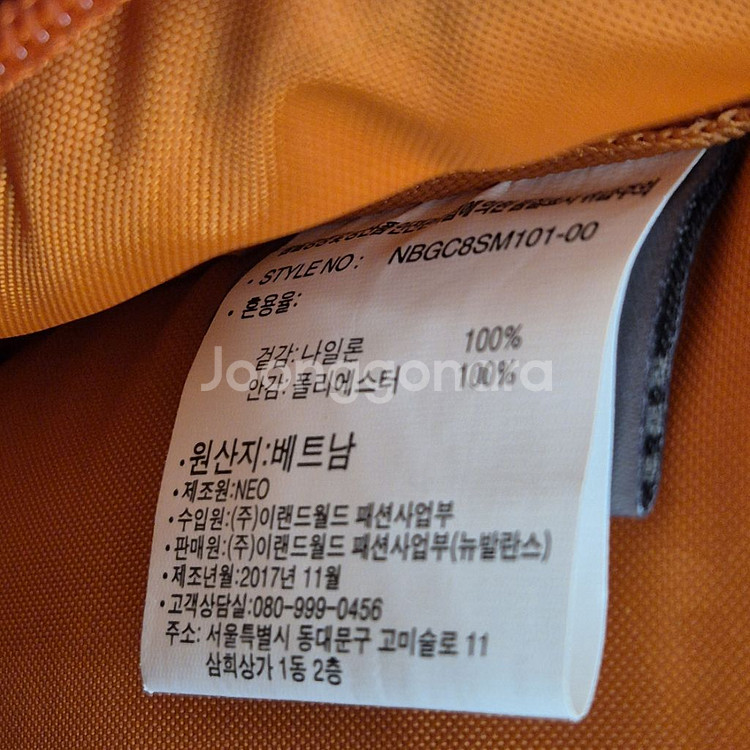 · STYLE NO: NBGC8SM101-00
· 혼용율:
겉감:나일론 100%
안감:폴리에스터 100%
Joonggonara
· 원산지:베트남
· 제조원:NEO
· 수입원:(주)이랜드월드 패션사업부
· 판매원:(주)이랜드월드 패션사업부(뉴발란스)
· 제조년월:2017년 11월
· 고객상담실:080-999-0456
주소: 서울특별시 동대문구 고미술로 11
삼희상가 1동 2층